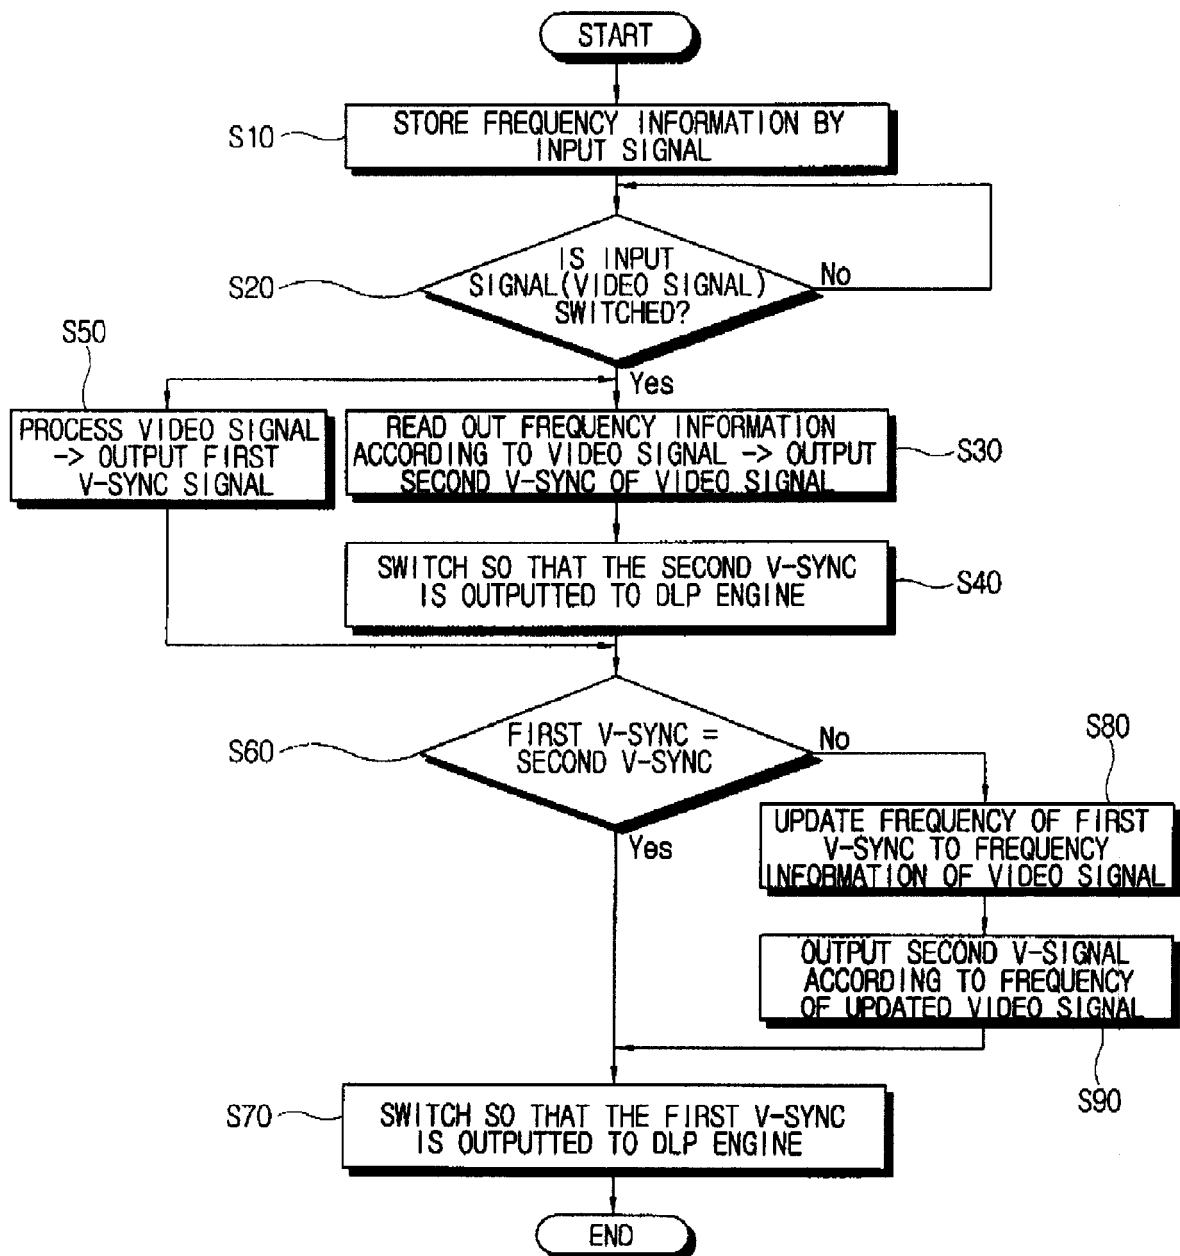 START
S10
STORE FREQUENCY INFORMATION BY
INPUT SIGNAL
S20
IS INPUT
SIGNAL(VIDEO SIGNAL)
SWITCHED?
No
Yes
S50
PROCESS VIDEO SIGNAL
-> OUTPUT FIRST
V-SYNC SIGNAL
READ OUT FREQUENCY INFORMATION
ACCORDING TO VIDEO SIGNAL -> OUTPUT
SECOND V-SYNC OF VIDEO SIGNAL
S30
SWITCH SO THAT THE SECOND V-SYNC
IS OUTPUTTED TO DLP ENGINE
S40
S60
FIRST V-SYNC =
SECOND V-SYNC
No
Yes
S80
UPDATE FREQUENCY OF FIRST
V-SYNC TO FREQUENCY
INFORMATION OF VIDEO SIGNAL
OUTPUT SECOND V-SIGNAL
ACCORDING TO FREQUENCY
OF UPDATED VIDEO SIGNAL
S90
S70
SWITCH SO THAT THE FIRST V-SYNC
IS OUTPUTTED TO DLP ENGINE
END